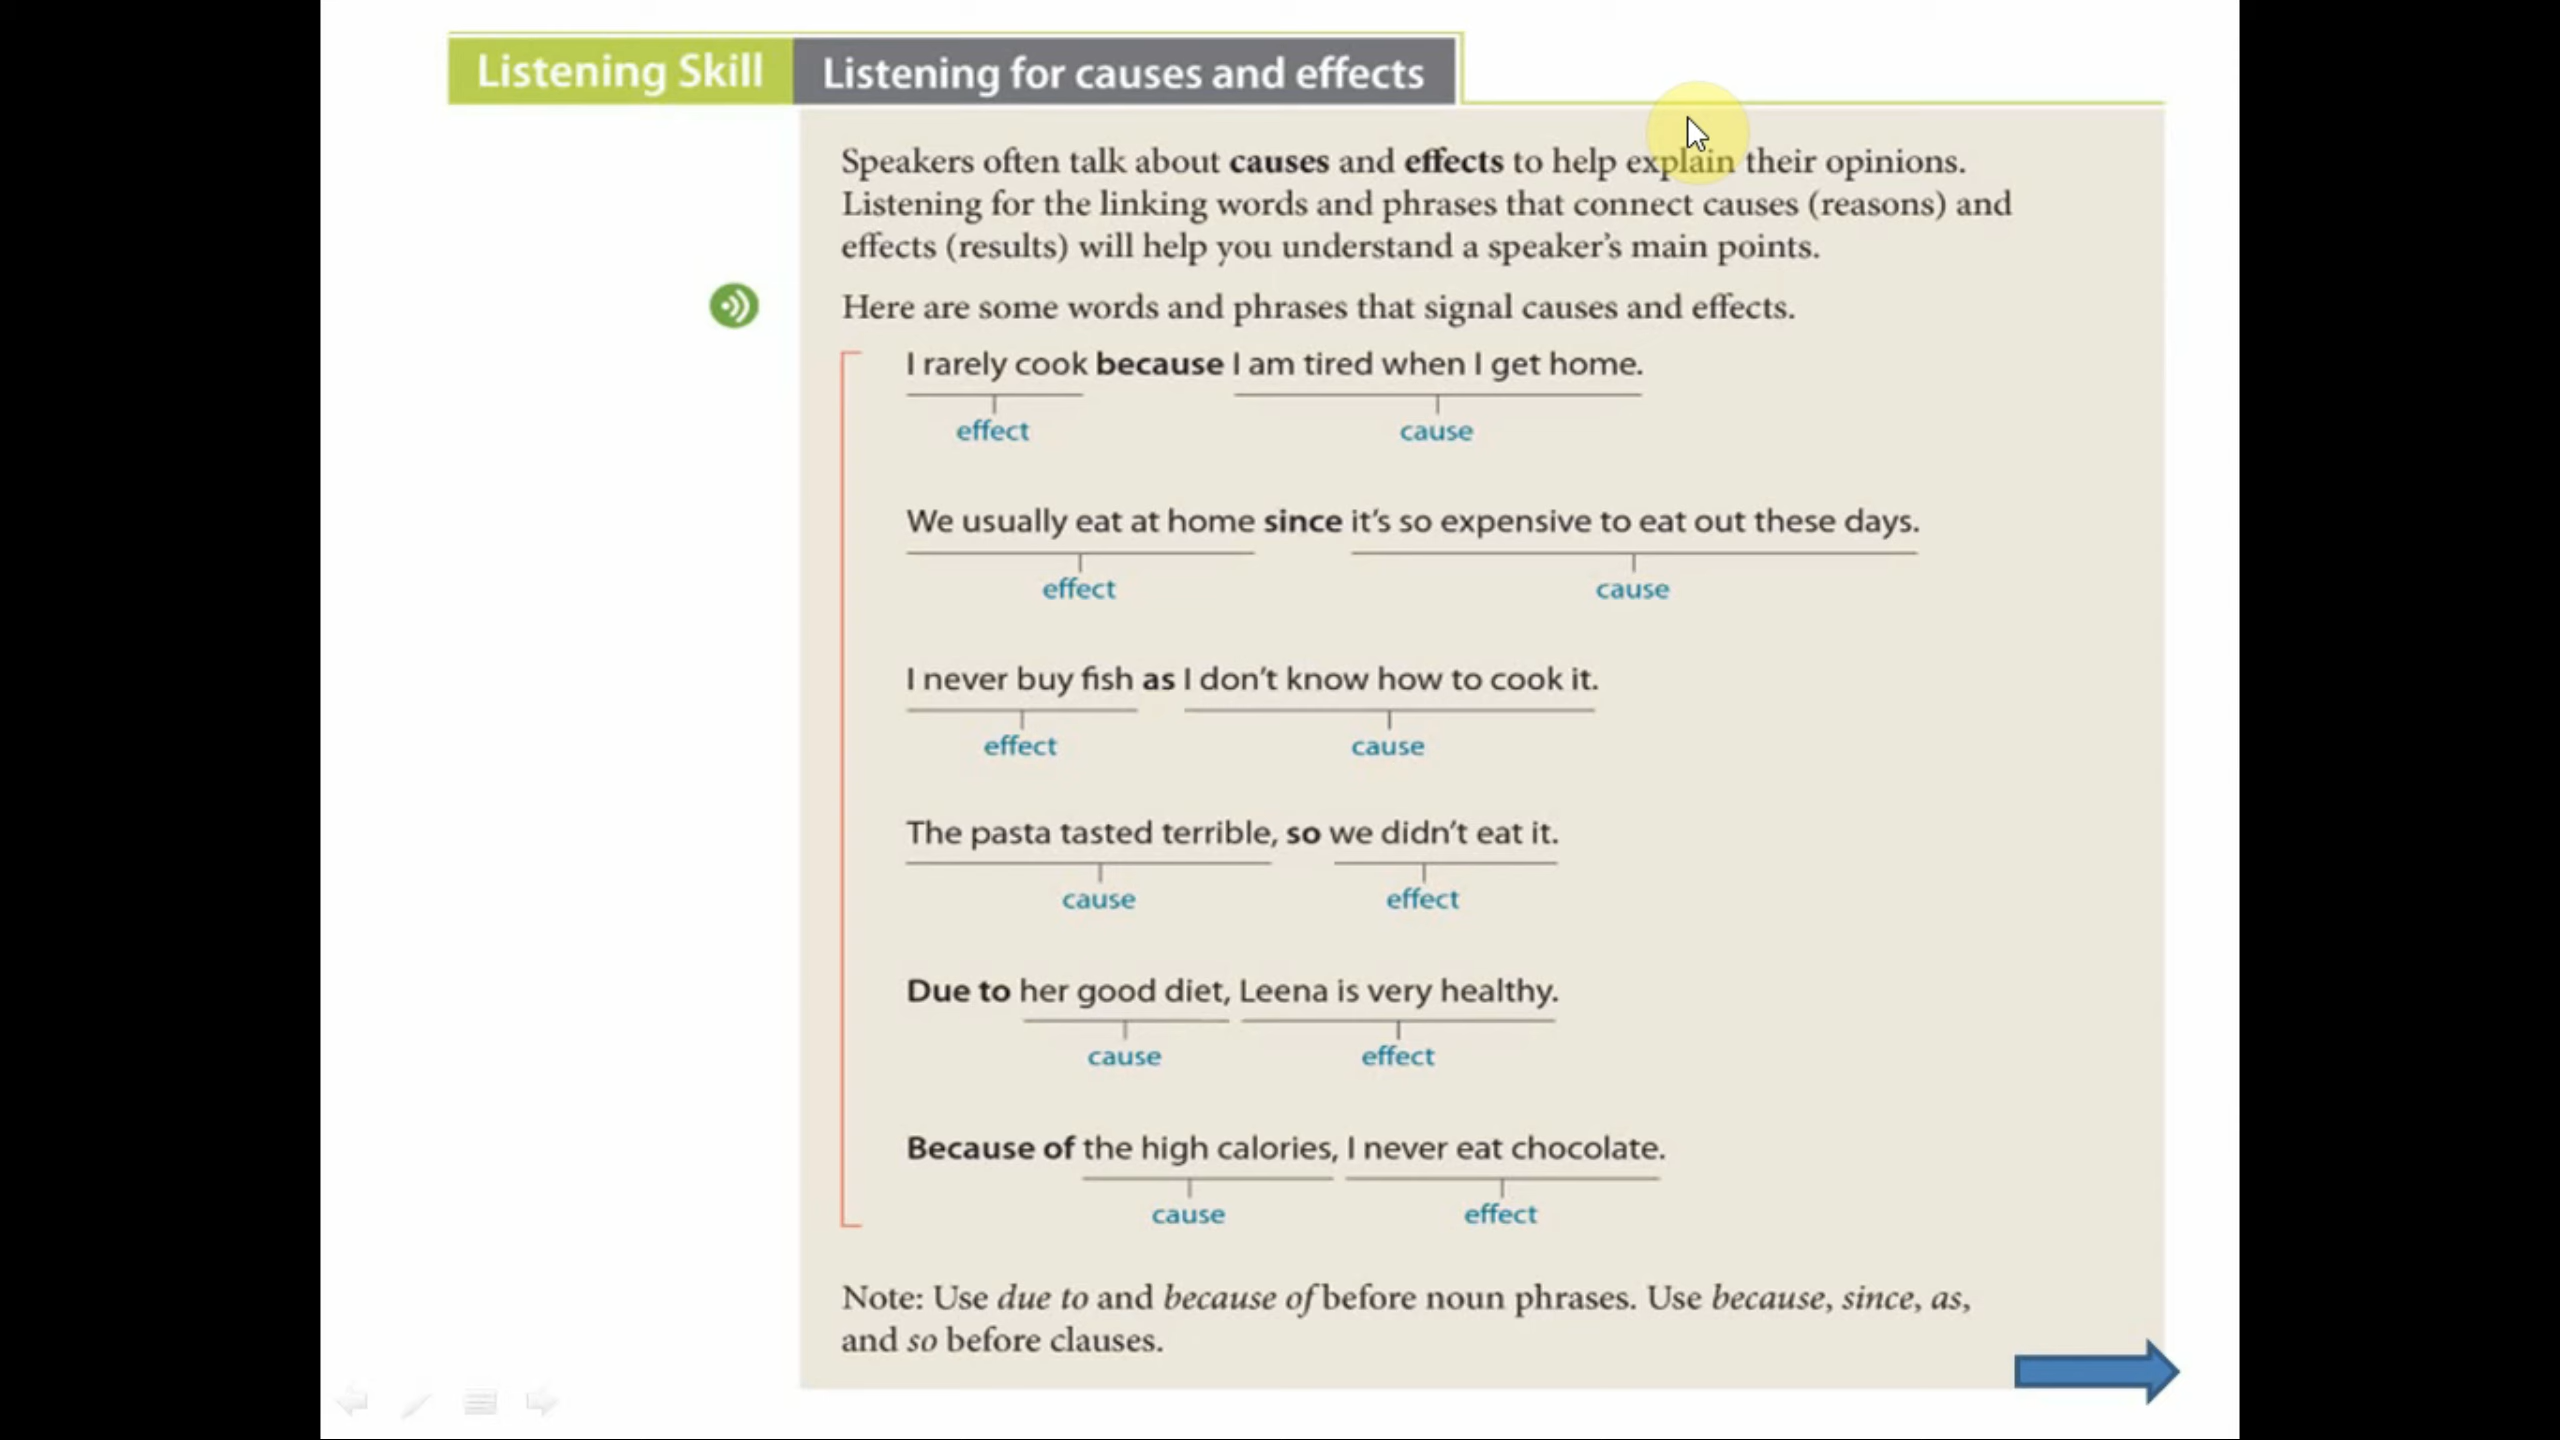 Listening Skill Listening for causes and effects
Speakers often talk about causes and effects to help explain their opinions.
Listening for the linking words and phrases that connect causes (reasons) and
effects (results) will help you understand a speaker's main points.
Here are some words and phrases that signal causes and effects.
I rarely cook because I am tired when I get home.
effect cause
We usually eat at home since it's so expensive to eat out these days.
effect cause
I never buy fish as I don't know how to cook it.
effect cause
The pasta tasted terrible, so we didn't eat it.
cause effect
Due to her good diet, Leena is very healthy.
cause effect
Because of the high calories, I never eat chocolate.
cause effect
Note: Use due to and because of before noun phrases. Use because, since, as,
and so before clauses.